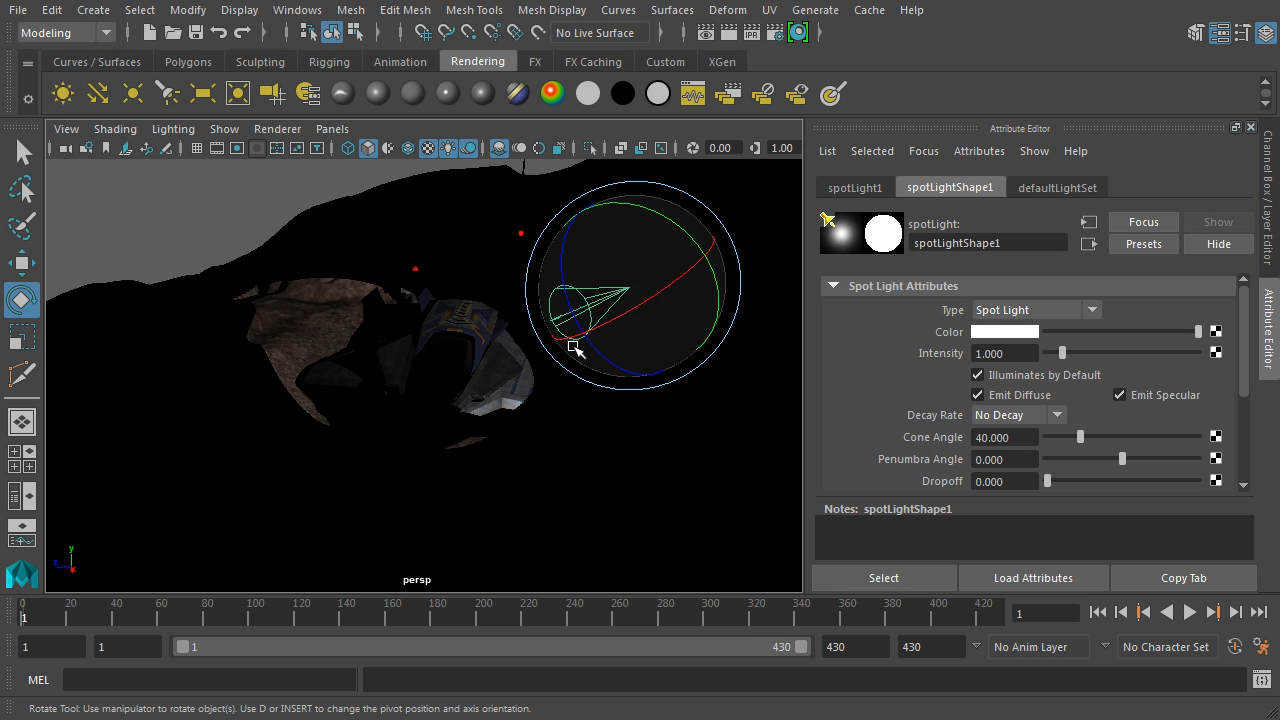 File Edit Create Select Modify Display Windows Mesh Edit Mesh Mesh Tools Mesh Display Curves Surfaces Deform UV Generate Cache Help
Modeling No Live Surface
Curves / Surfaces Polygons Sculpting Rigging Animation Rendering FX FX Caching Custom XGen
IPR
View Shading Lighting Show Renderer Panels
0.00 1.00
Attribute Editor
List Selected Focus Attributes Show Help
spotLight1 spotLightShape1 defaultLightSet
spotLight:
spotLightShape1
Focus Show
Presets Hide
Spot Light Attributes
Type Spot Light
Color
Intensity 1.000
Illuminates by Default
Emit Diffuse Emit Specular
Decay Rate No Decay
Cone Angle 40.000
Penumbra Angle 0.000
Dropoff 0.000
Notes: spotLightShape1
Select Load Attributes Copy Tab
Channel Box / Layer Editor
Attribute Editor
y
z
x
persp
0 20 40 60 80 100 120 140 160 180 200 220 240 260 280 300 320 340 360 380 400 420
1
1
1 1 1 430 430 430 No Anim Layer No Character Set
MEL
Rotate Tool: Use manipulator to rotate object(s). Use D or INSERT to change the pivot position and axis orientation.